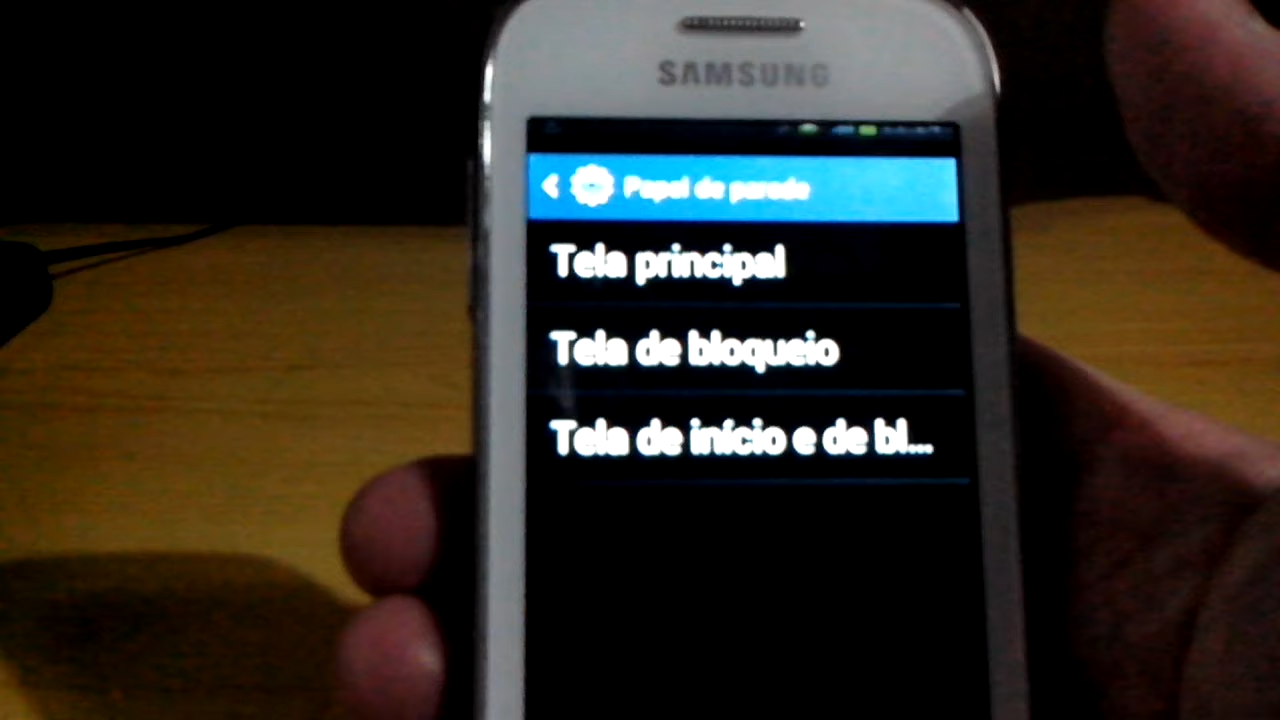 SAMSUNG
Papel de parede
Tela principal
Tela de bloqueio
Tela de início e de bl...